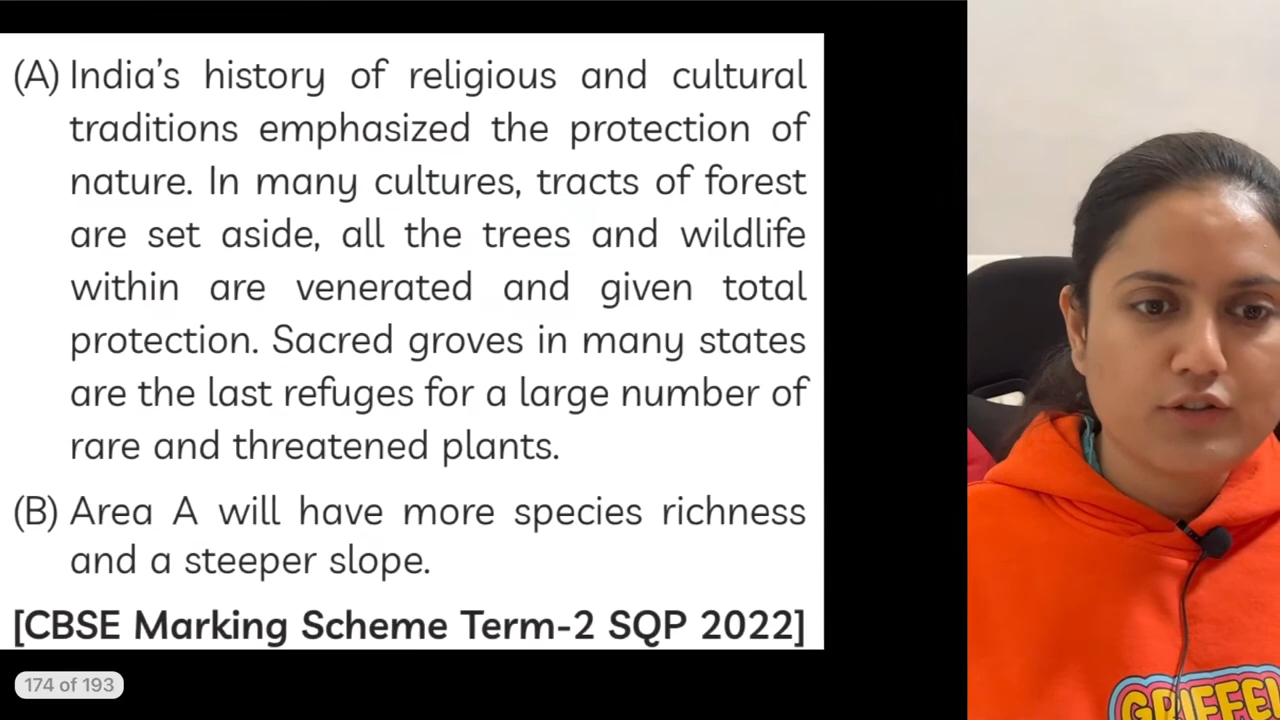 (A) India's history of religious and cultural
traditions emphasized the protection of
nature. In many cultures, tracts of forest
are set aside, all the trees and wildlife
within are venerated and given total
protection. Sacred groves in many states
are the last refuges for a large number of
rare and threatened plants.
(B) Area A will have more species richness
and a steeper slope.
[CBSE Marking Scheme Term-2 SQP 2022]
174 of 193